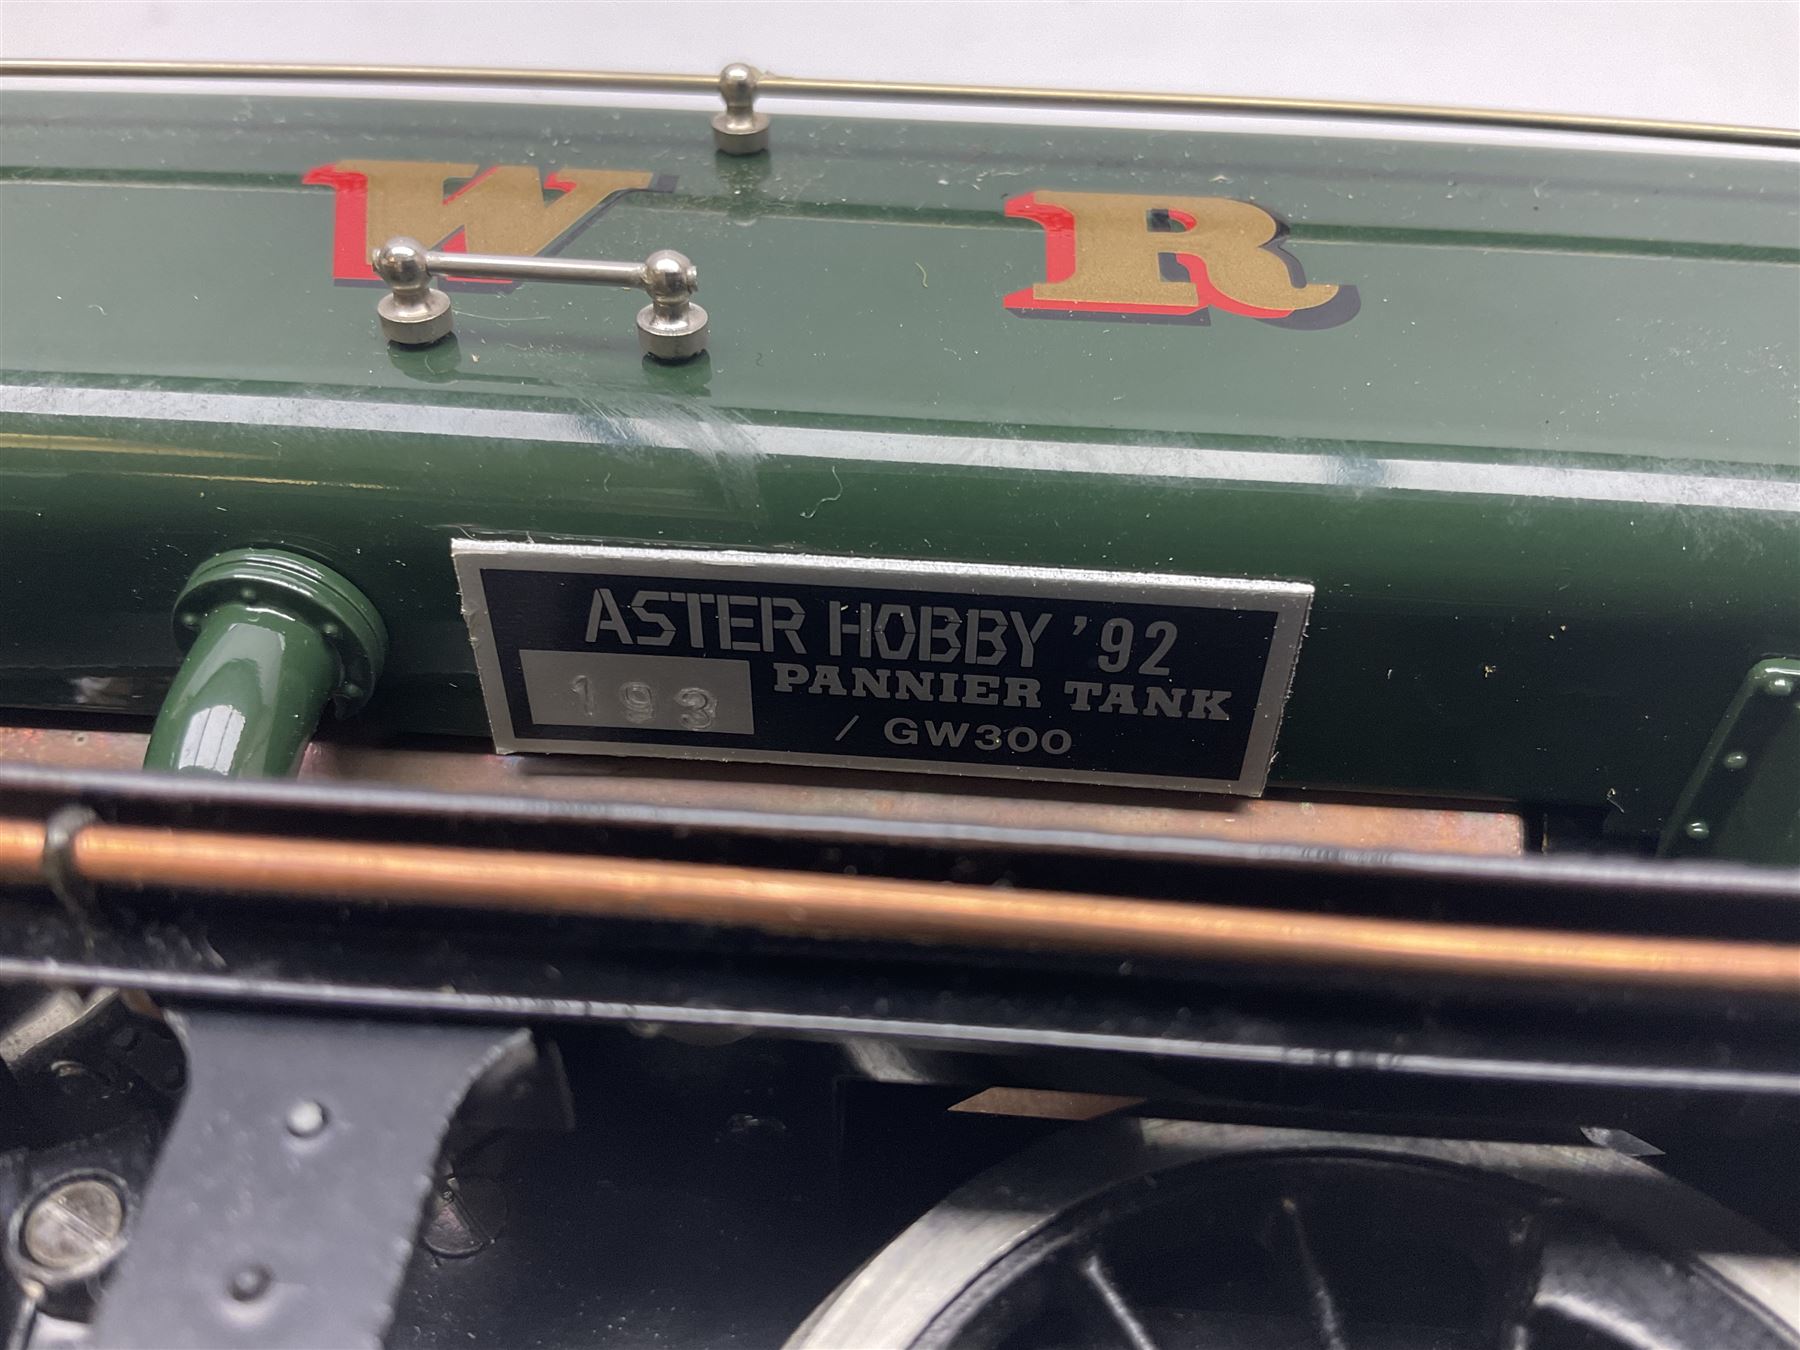 W R
ASTER HOBBY '92
193 PANNIER TANK
/ GW300